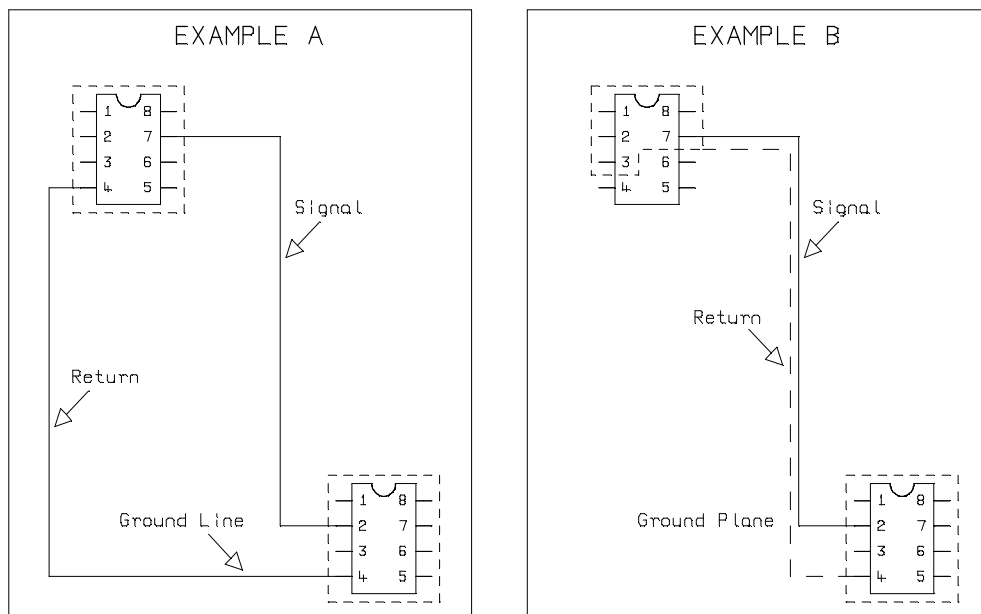 EXAMPLE A
1 8
2 7
3 6
4 5
Signal
Return
Ground Line
1 8
2 7
3 6
4 5
EXAMPLE B
1 8
2 7
3 6
4 5
Signal
Return
Ground Plane
1 8
2 7
3 6
4 5